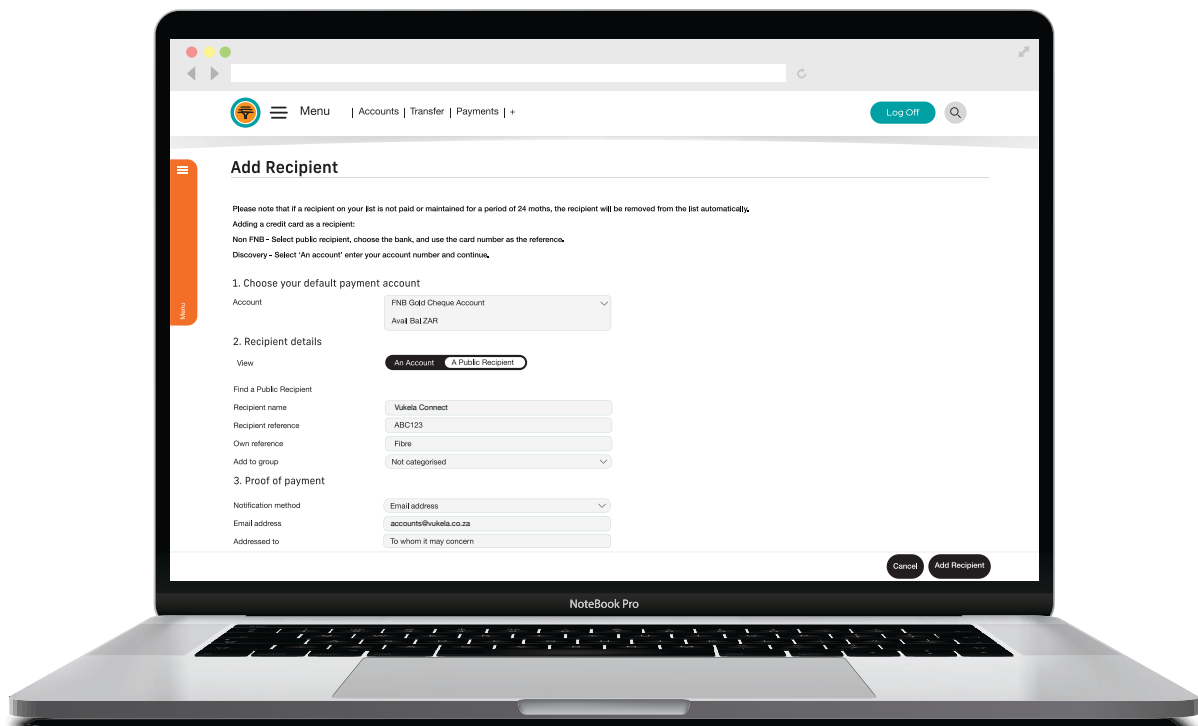 Menu | Accounts | Transfer | Payments | + Log Off
Add Recipient
Please note that if a recipient on your list is not paid or maintained for a period of 24 moths, the recipient will be removed from the list automatically.
Adding a credit card as a recipient:
Non FNB - Select public recipient, choose the bank, and use the card number as the reference.
Discovery - Select 'An account' enter your account number and continue.
1. Choose your default payment account
Account FNB Gold Cheque Account
Avail Bal ZAR
Menu
2. Recipient details
View An Account A Public Recipient
Find a Public Recipient
Recipient name Vukela Connect
Recipient reference ABC123
Own reference Fibre
Add to group Not categorised
3. Proof of payment
Notification method Email address
Email address accounts@vukela.co.za
Addressed to To whom it may concern
Cancel Add Recipient
NoteBook Pro